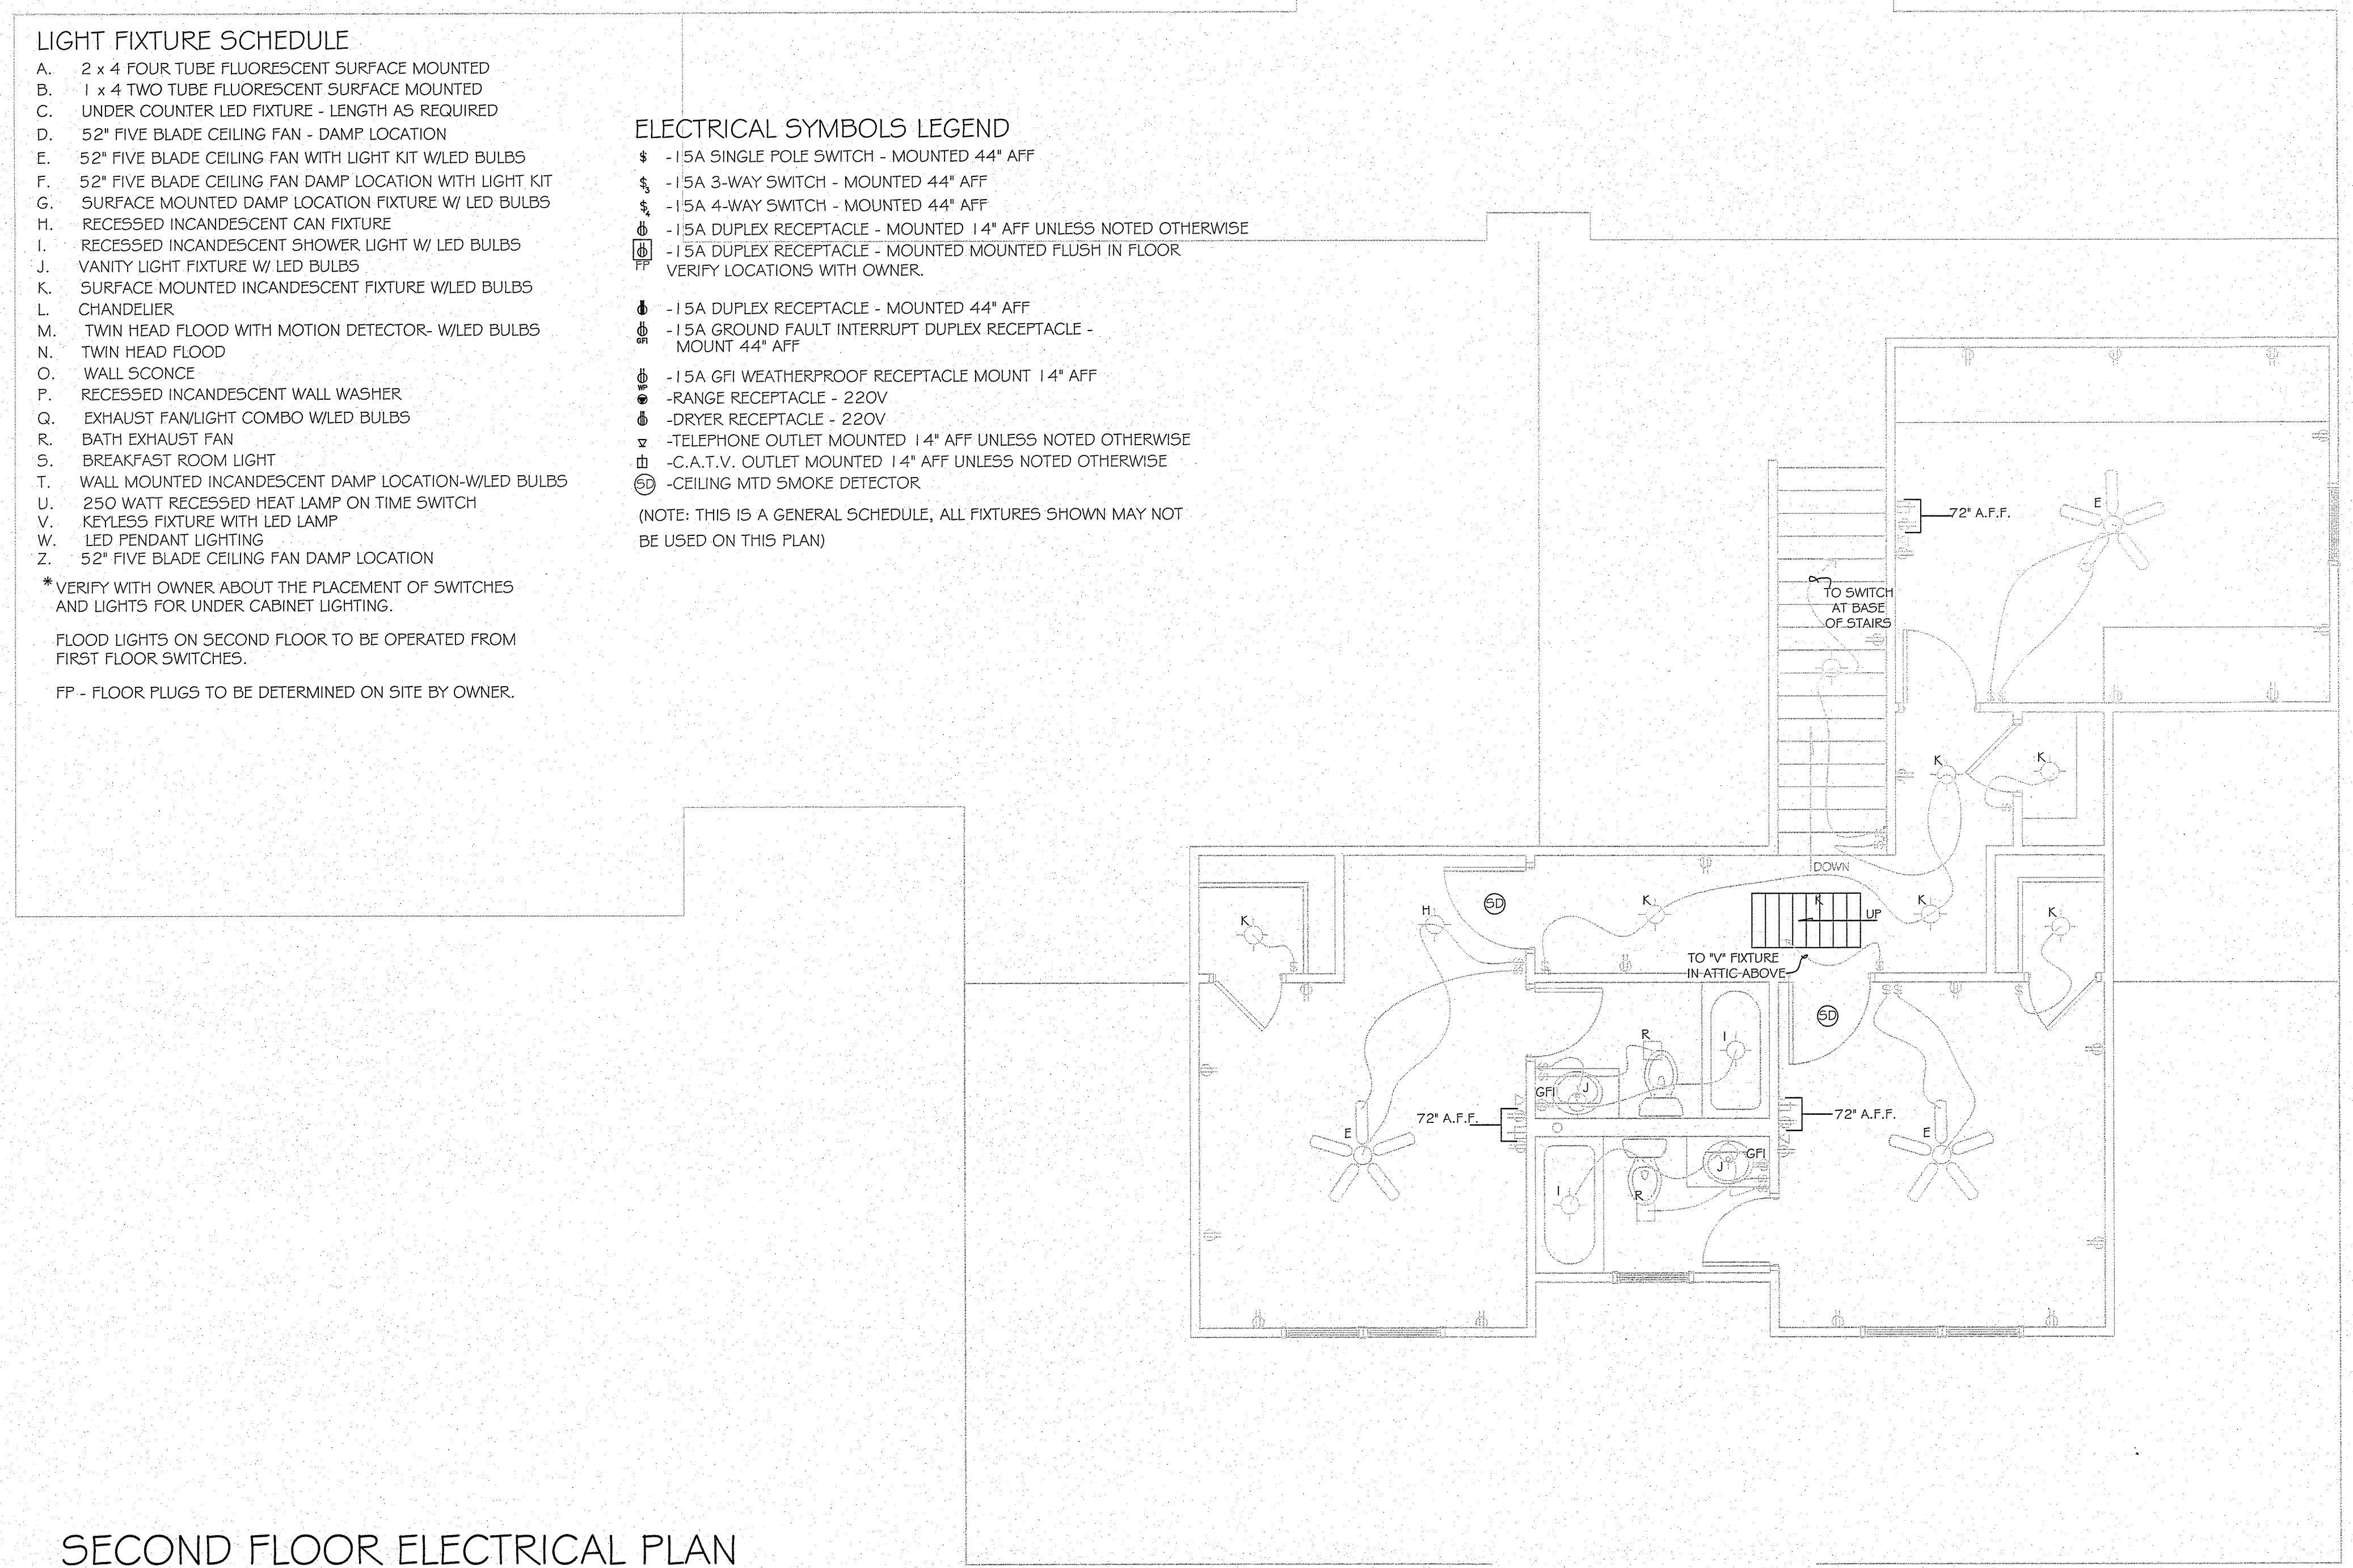 LIGHT FIXTURE SCHEDULE
A. 2 x 4 FOUR TUBE FLUORESCENT SURFACE MOUNTED
B. 1 x 4 TWO TUBE FLUORESCENT SURFACE MOUNTED
C. UNDER COUNTER LED FIXTURE - LENGTH AS REQUIRED
D. 52" FIVE BLADE CEILING FAN - DAMP LOCATION
E. 52" FIVE BLADE CEILING FAN WITH LIGHT KIT W/LED BULBS
F. 52" FIVE BLADE CEILING FAN DAMP LOCATION WITH LIGHT KIT
G. SURFACE MOUNTED DAMP LOCATION FIXTURE W/ LED BULBS
H. RECESSED INCANDESCENT CAN FIXTURE
I. RECESSED INCANDESCENT SHOWER LIGHT W/ LED BULBS
J. VANITY LIGHT FIXTURE W/ LED BULBS
K. SURFACE MOUNTED INCANDESCENT FIXTURE W/LED BULBS
L. CHANDELIER
M. TWIN HEAD FLOOD WITH MOTION DETECTOR- W/LED BULBS
N. TWIN HEAD FLOOD
O. WALL SCONCE
P. RECESSED INCANDESCENT WALL WASHER
Q. EXHAUST FAN/LIGHT COMBO W/LED BULBS
R. BATH EXHAUST FAN
S. BREAKFAST ROOM LIGHT
T. WALL MOUNTED INCANDESCENT DAMP LOCATION-W/LED BULBS
U. 250 WATT RECESSED HEAT LAMP ON TIME SWITCH
V. KEYLESS FIXTURE WITH LED LAMP
W. LED PENDANT LIGHTING
Z. 52" FIVE BLADE CEILING FAN DAMP LOCATION
* VERIFY WITH OWNER ABOUT THE PLACEMENT OF SWITCHES
AND LIGHTS FOR UNDER CABINET LIGHTING.
FLOOD LIGHTS ON SECOND FLOOR TO BE OPERATED FROM
FIRST FLOOR SWITCHES.
FP - FLOOR PLUGS TO BE DETERMINED ON SITE BY OWNER.
ELECTRICAL SYMBOLS LEGEND
$ -15A SINGLE POLE SWITCH - MOUNTED 44" AFF
$3 -15A 3-WAY SWITCH - MOUNTED 44" AFF
$4 -15A 4-WAY SWITCH - MOUNTED 44" AFF
-15A DUPLEX RECEPTACLE - MOUNTED 14" AFF UNLESS NOTED OTHERWISE
-15A DUPLEX RECEPTACLE - MOUNTED MOUNTED FLUSH IN FLOOR
FP VERIFY LOCATIONS WITH OWNER.
-15A DUPLEX RECEPTACLE - MOUNTED 44" AFF
-15A GROUND FAULT INTERRUPT DUPLEX RECEPTACLE -
GFI MOUNT 44" AFF
-15A GFI WEATHERPROOF RECEPTACLE MOUNT 14" AFF
WP
-RANGE RECEPTACLE - 220V
-DRYER RECEPTACLE - 220V
-TELEPHONE OUTLET MOUNTED 14" AFF UNLESS NOTED OTHERWISE
-C.A.T.V. OUTLET MOUNTED 14" AFF UNLESS NOTED OTHERWISE
SD -CEILING MTD SMOKE DETECTOR
(NOTE: THIS IS A GENERAL SCHEDULE, ALL FIXTURES SHOWN MAY NOT
BE USED ON THIS PLAN)
E
72" A.F.F.
TO SWITCH
AT BASE
OF STAIRS
K
K
DOWN
K
H
SD
K
K
UP
K
K
TO "V" FIXTURE
IN ATTIC ABOVE
SD
R
I
GFI
J
72" A.F.F.
72" A.F.F.
E
E
GFI
J
I
R
SECOND FLOOR ELECTRICAL PLAN